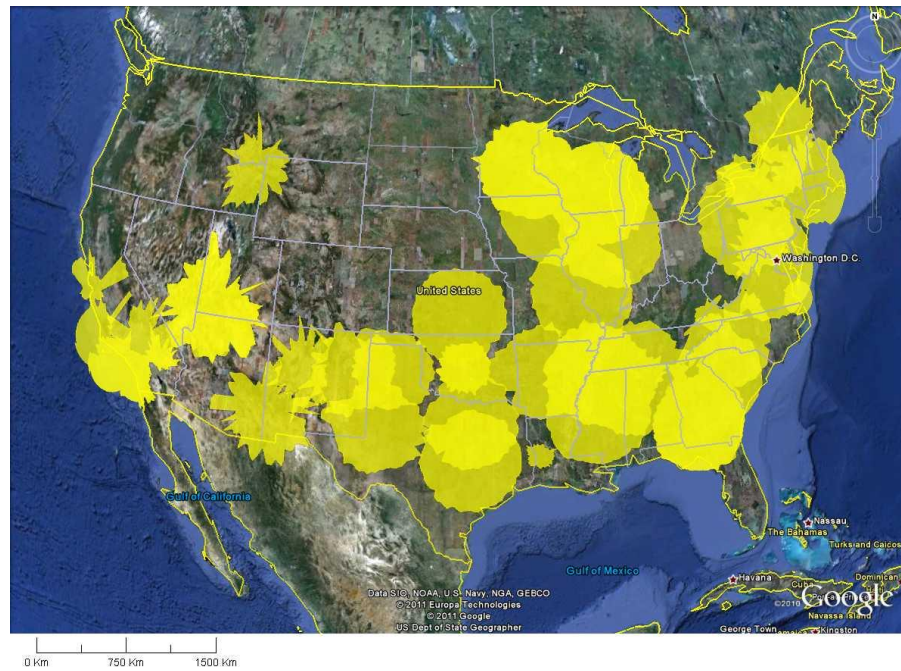 N
United States
Washington D.C.
Gulf of California
Gulf of Mexico
Nassau
The Bahamas
Turks and Caicos
Havana
Cuba
Dominican
Data SIO, NOAA, U.S. Navy, NGA, GEBCO
© 2011 Europa Technologies
© 2011 Google
US Dept of State Geographer
©2010 Google
Navassa Island
George Town
Kingston
0 Km 750 Km 1500 Km